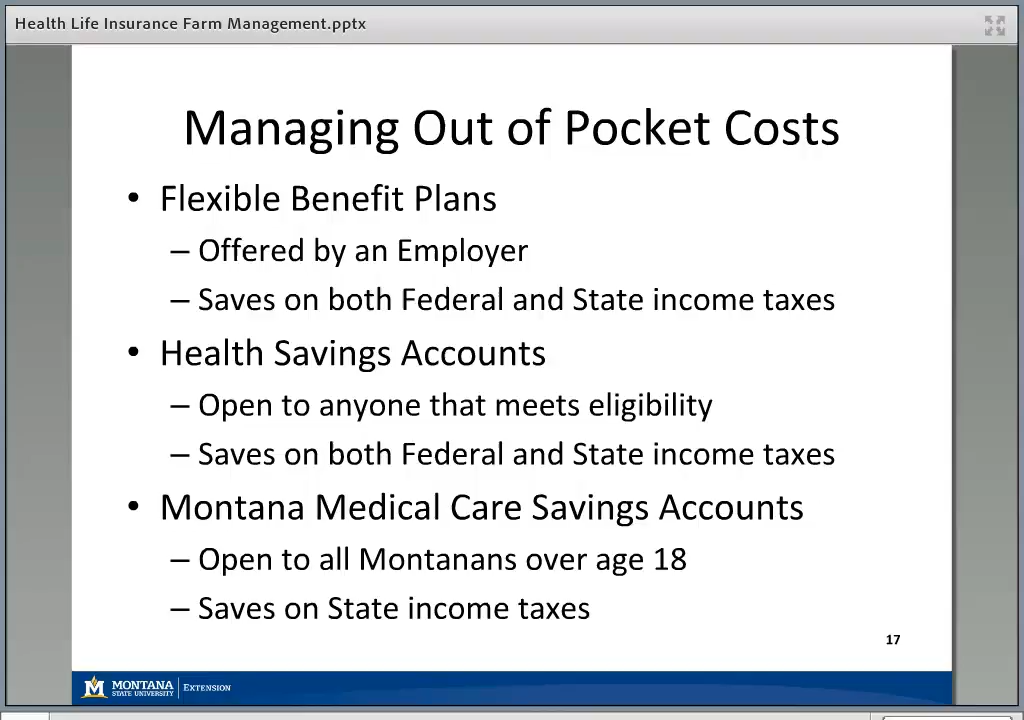 Health Life Insurance Farm Management.pptx
Managing Out of Pocket Costs
• Flexible Benefit Plans
– Offered by an Employer
– Saves on both Federal and State income taxes
• Health Savings Accounts
– Open to anyone that meets eligibility
– Saves on both Federal and State income taxes
• Montana Medical Care Savings Accounts
– Open to all Montanans over age 18
– Saves on State income taxes
17
MONTANA
STATE UNIVERSITY
EXTENSION